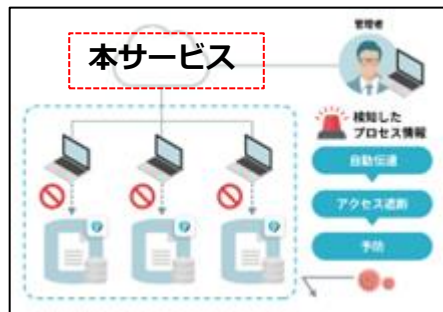 本サービス
管理者
検知した
プロセス情報
自動伝達
アクセス遮断
予防